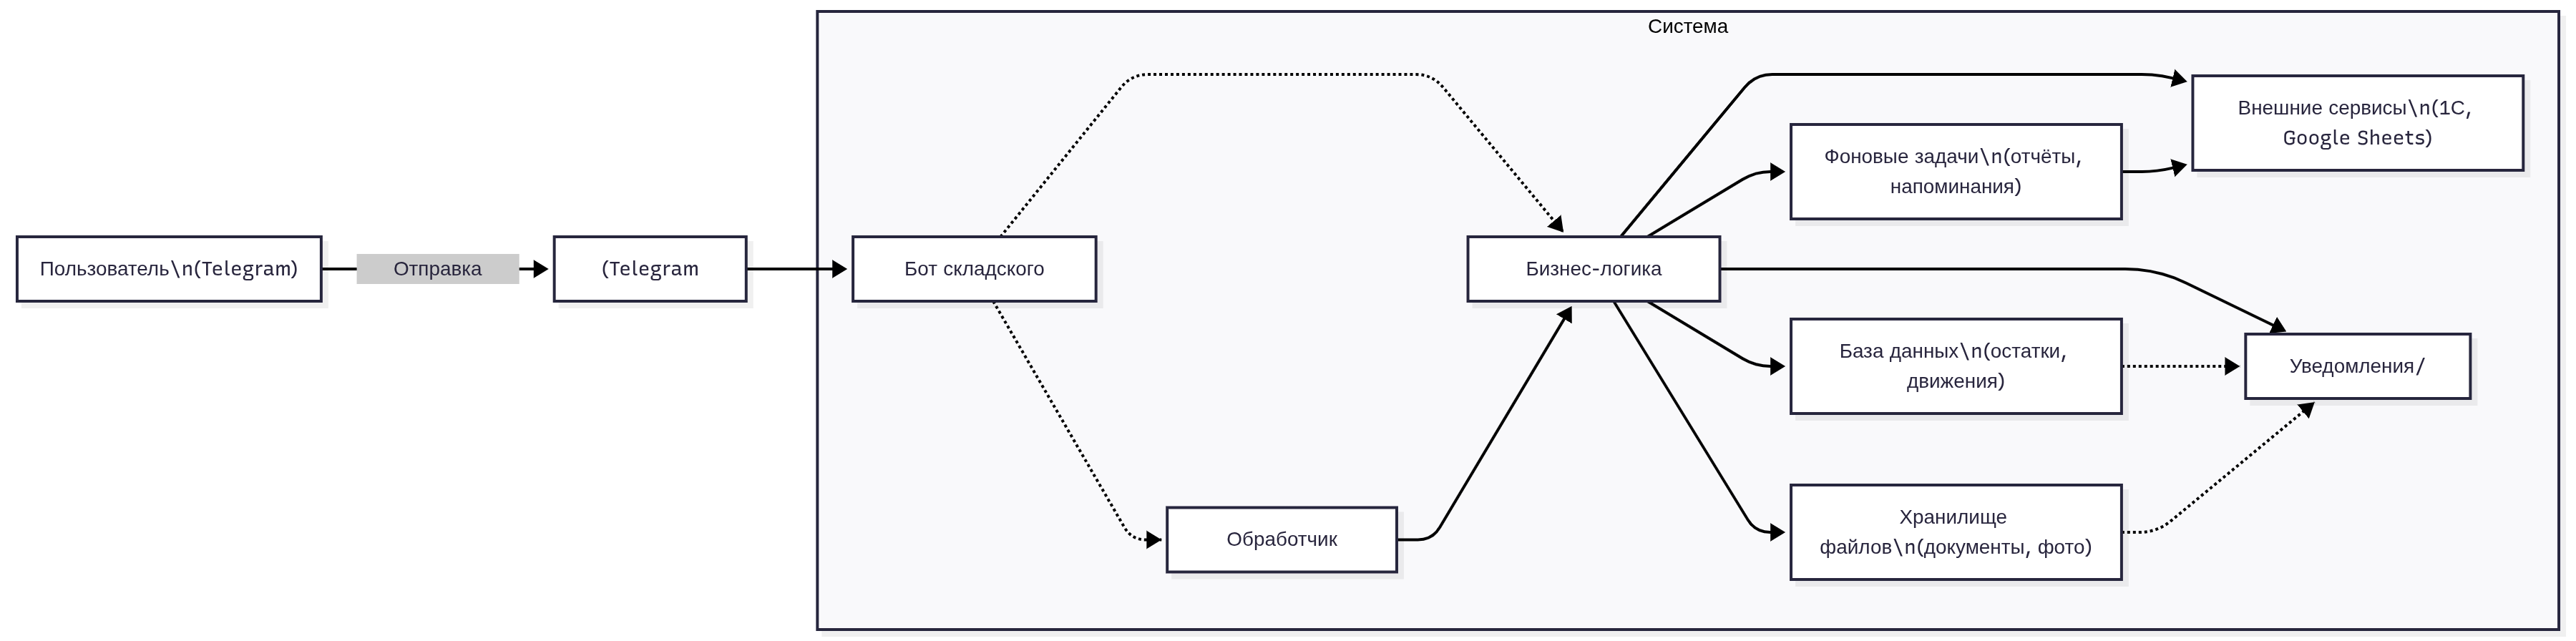 Система
Пользователь\n(Telegram)
Отправка
(Telegram
Бот складского
Обработчик
Бизнес-логика
Внешние сервисы\n(1С,
Google Sheets)
Фоновые задачи\n(отчёты,
напоминания)
База данных\n(остатки,
движения)
Хранилище
файлов\n(документы, фото)
Уведомления/